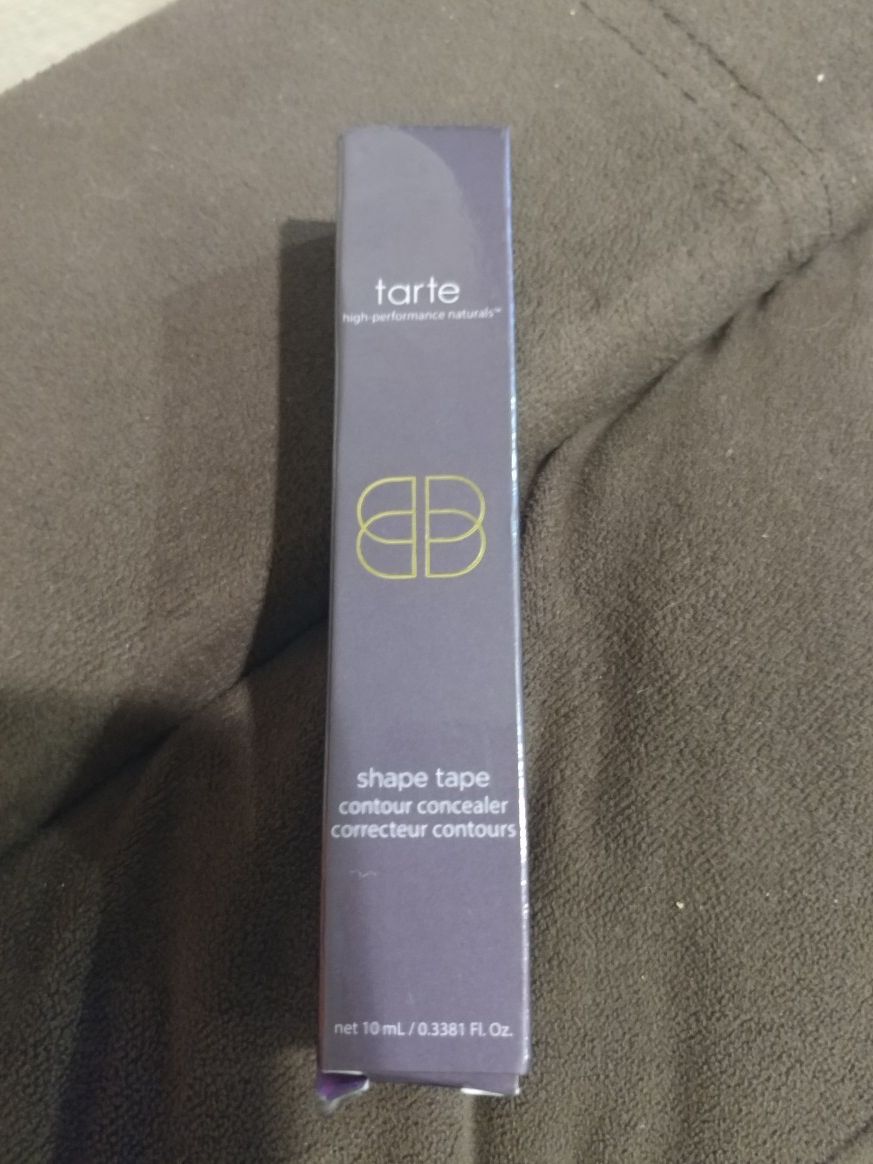 tarte
high-performance naturals™
shape tape
contour concealer
correcteur contours
net 10 mL / 0.3381 Fl. Oz.